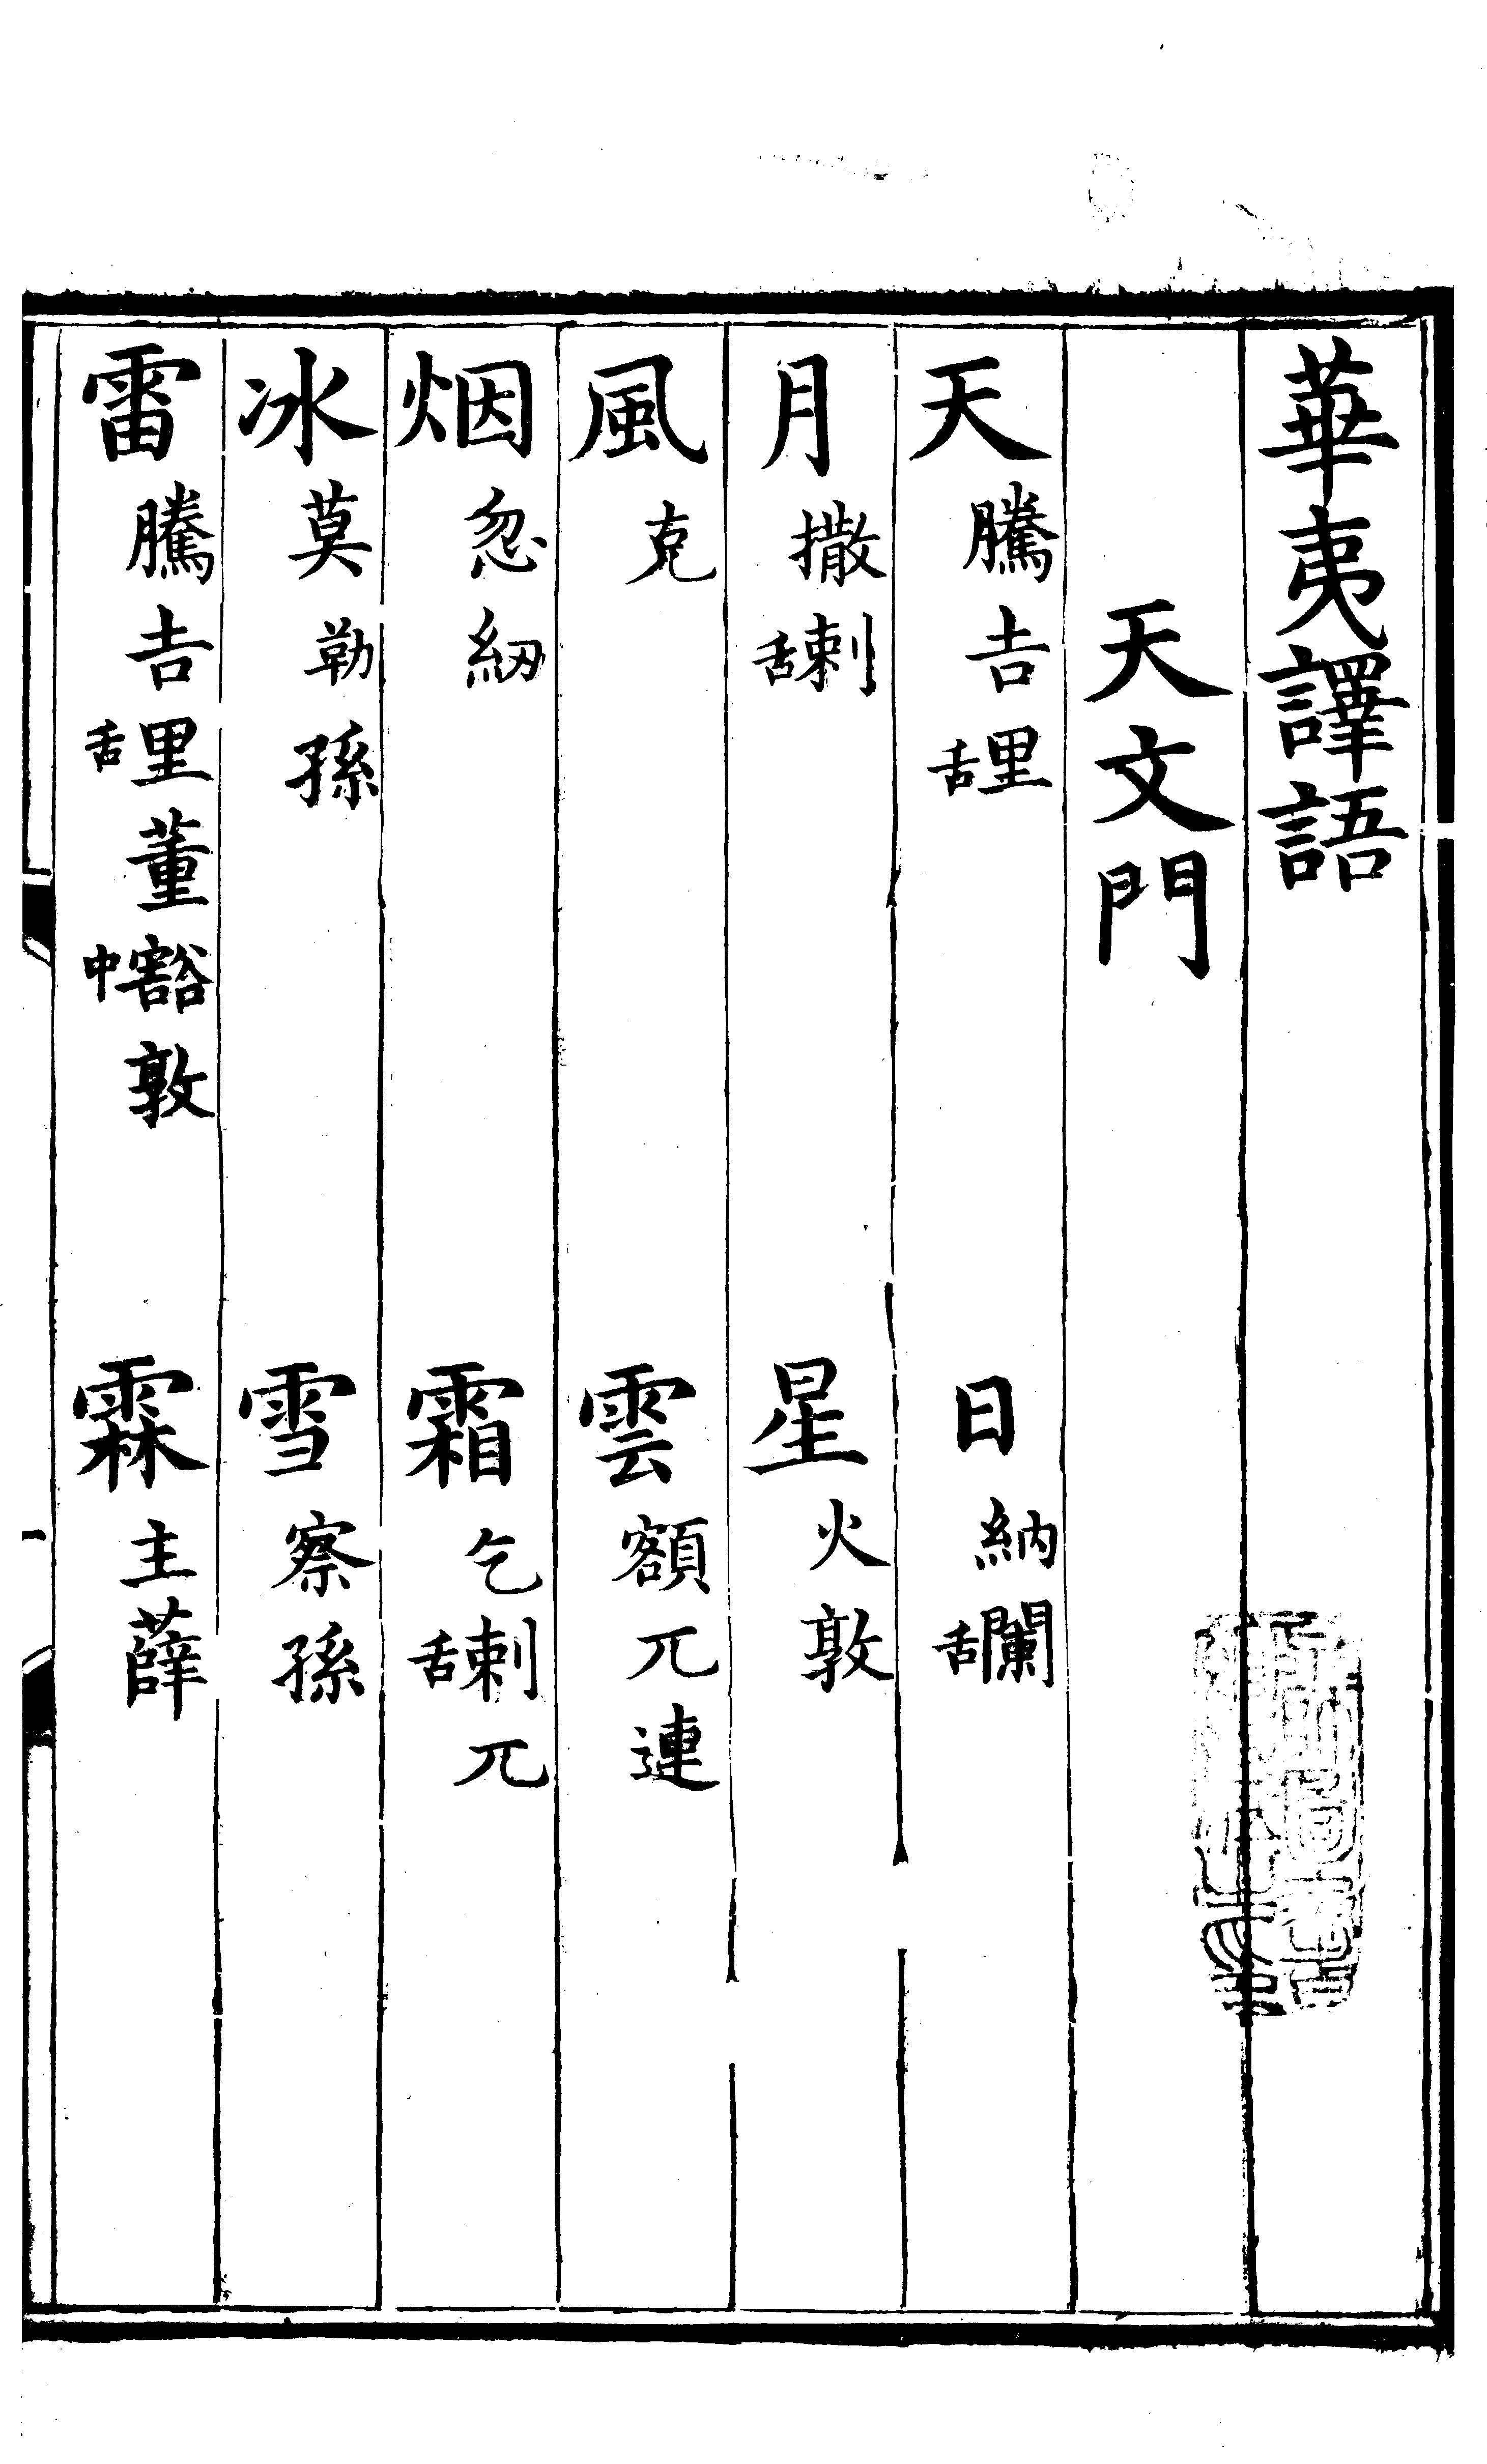 華夷譯語
天文門
天 騰吉舌里 日 納舌闌
月 撒舌剌 星 火敦
風 克 雲 額兀連
烟 忽紉 霜 乞舌剌兀
冰 莫勒孫 雪 察孫
雷 騰吉舌里董中豁敦 霖 主薛